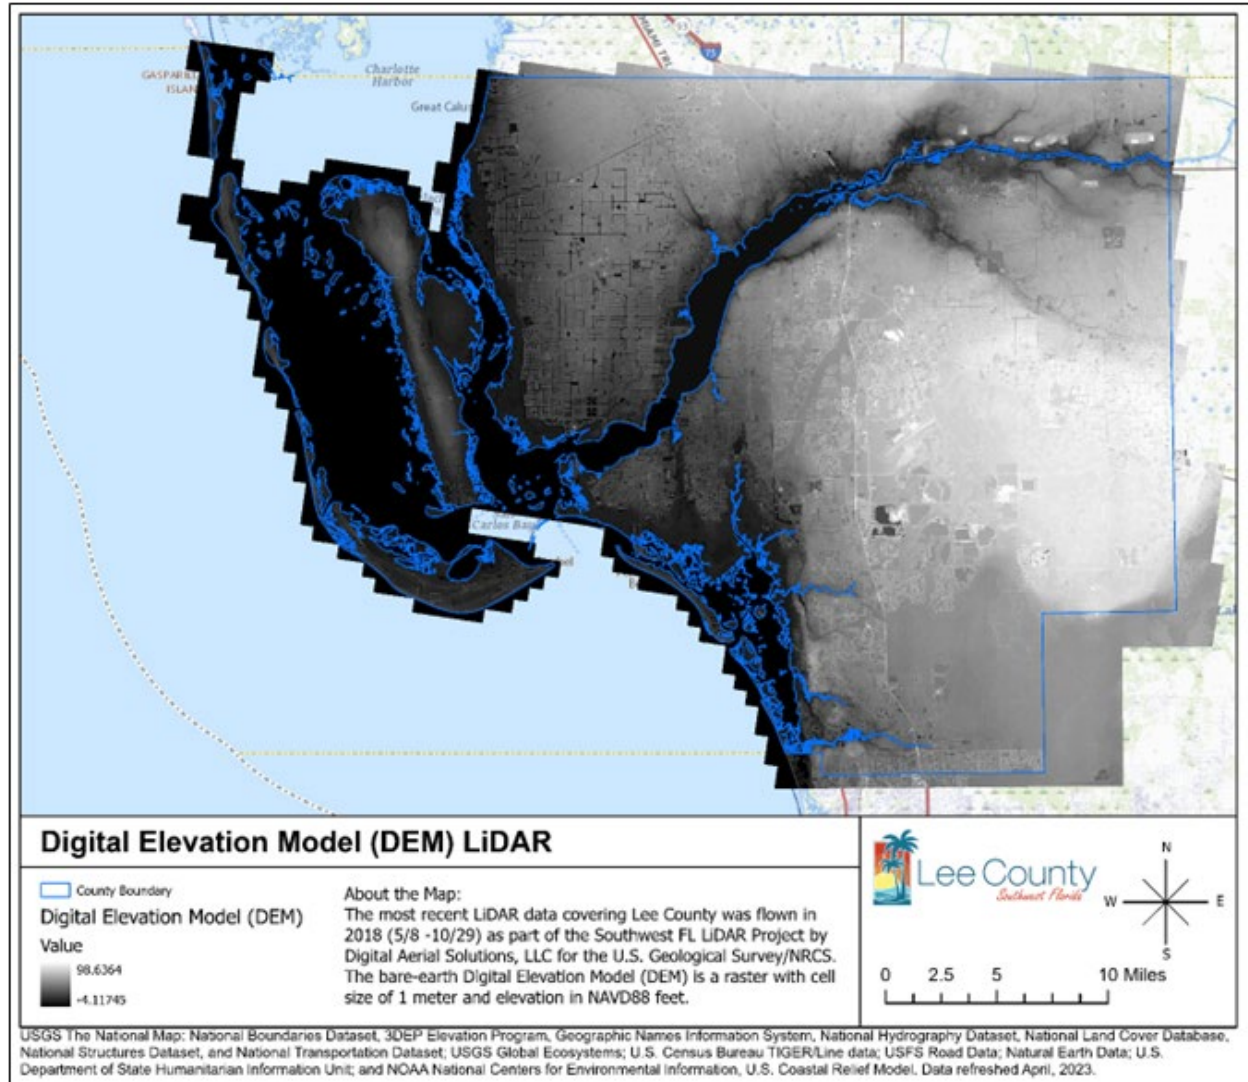 MIAMI TRL
75
Charlotte
Harbor
GASPARIL
ISLAN
Great Calu
Carlos Bay
Digital Elevation Model (DEM) LiDAR
County Boundary
Digital Elevation Model (DEM)
Value
98.6364
-4.11745
About the Map:
The most recent LiDAR data covering Lee County was flown in
2018 (5/8 -10/29) as part of the Southwest FL LiDAR Project by
Digital Aerial Solutions, LLC for the U.S. Geological Survey/NRCS.
The bare-earth Digital Elevation Model (DEM) is a raster with cell
size of 1 meter and elevation in NAVD88 feet.
Lee County
Southwest Florida
N
W E
S
0 2.5 5 10 Miles
USGS The National Map: National Boundaries Dataset, 3DEP Elevation Program, Geographic Names Information System, National Hydrography Dataset, National Land Cover Database,
National Structures Dataset, and National Transportation Dataset; USGS Global Ecosystems; U.S. Census Bureau TIGER/Line data; USFS Road Data; Natural Earth Data; U.S.
Department of State Humanitarian Information Unit; and NOAA National Centers for Environmental Information, U.S. Coastal Relief Model. Data refreshed April, 2023.